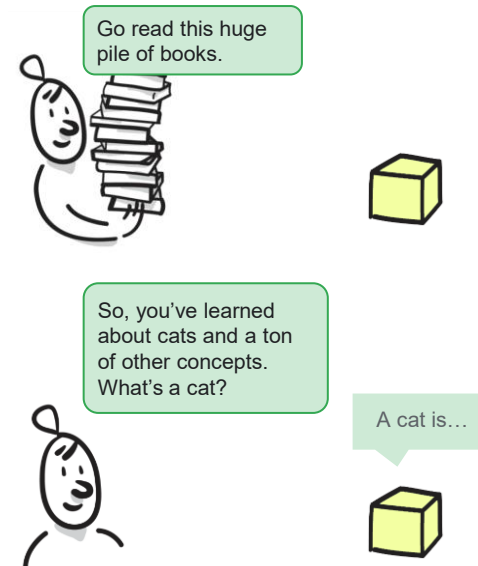 Go read this huge
pile of books.
So, you’ve learned
about cats and a ton
of other concepts.
What’s a cat?
A cat is…